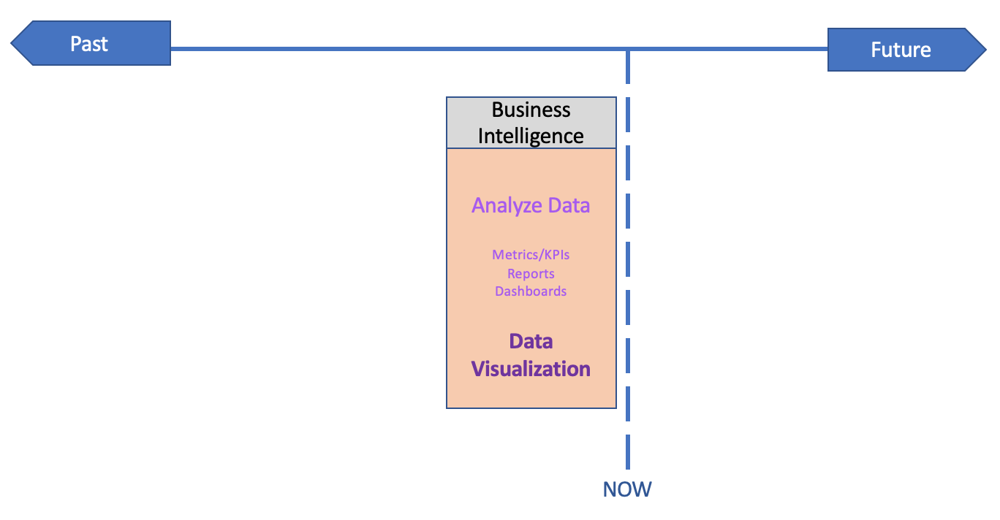 Past
Future
Business
Intelligence
Analyze Data
Metrics/KPIs
Reports
Dashboards
Data
Visualization
NOW